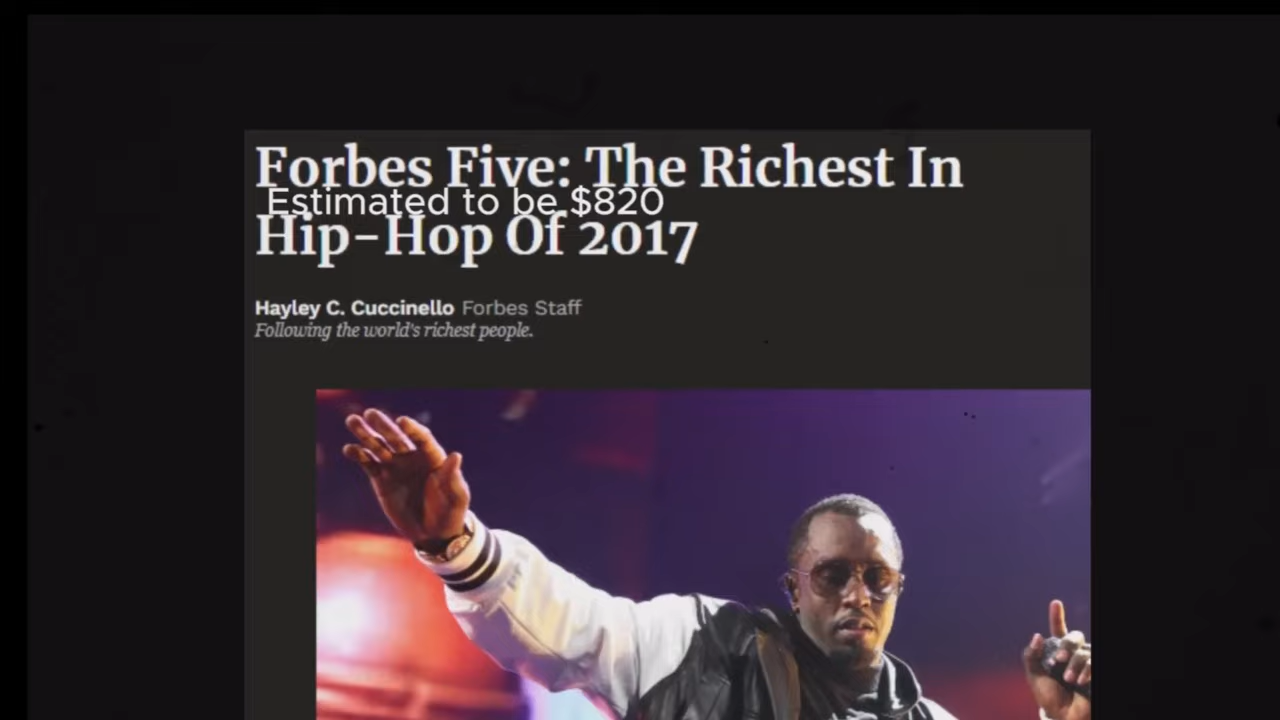 Forbes Five: The Richest In
Estimated to be $820
Hip-Hop Of 2017
Hayley C. Cuccinello Forbes Staff
Following the world's richest people.